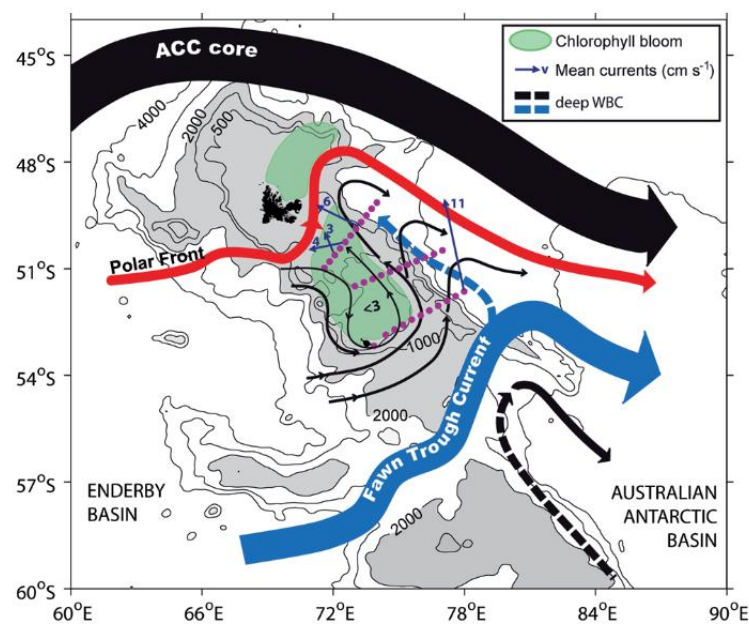 ACC core
Chlorophyll bloom
Mean currents (cm s⁻¹)
deep WBC
45°S
48°S
51°S
54°S
57°S
60°S
4000
2000
500
6
3
4
11
Polar Front
<3
1000
2000
Fawn Trough Current
ENDERBY
BASIN
2000
AUSTRALIAN
ANTARCTIC
BASIN
60°E
66°E
72°E
78°E
84°E
90°E